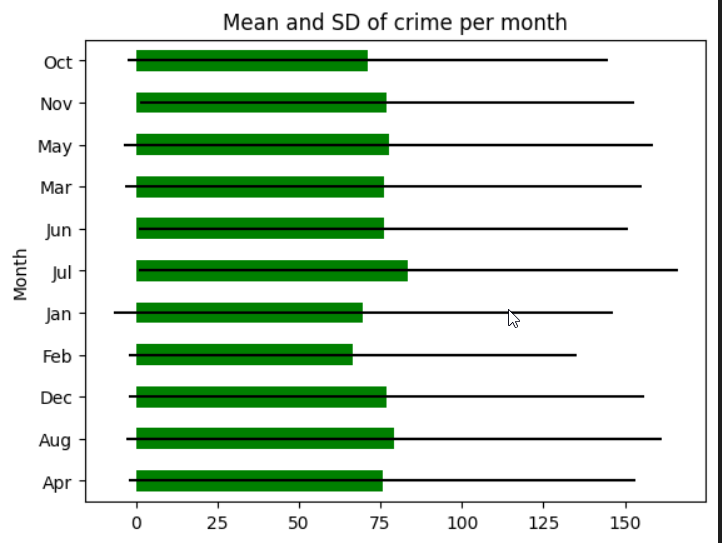 Mean and SD of crime per month
Month
Oct
Nov
May
Mar
Jun
Jul
Jan
Feb
Dec
Aug
Apr
0 25 50 75 100 125 150